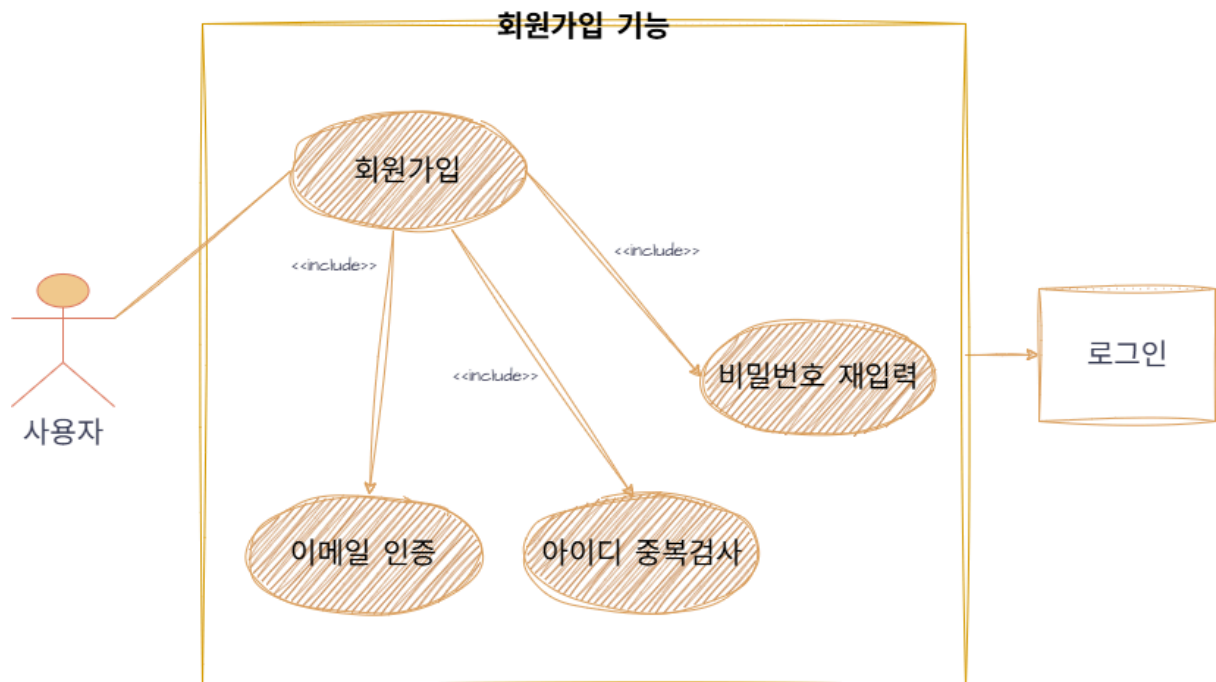 회원가입 기능
회원가입
<<include>>
<<include>>
<<include>>
비밀번호 재입력
로그인
사용자
이메일 인증
아이디 중복검사